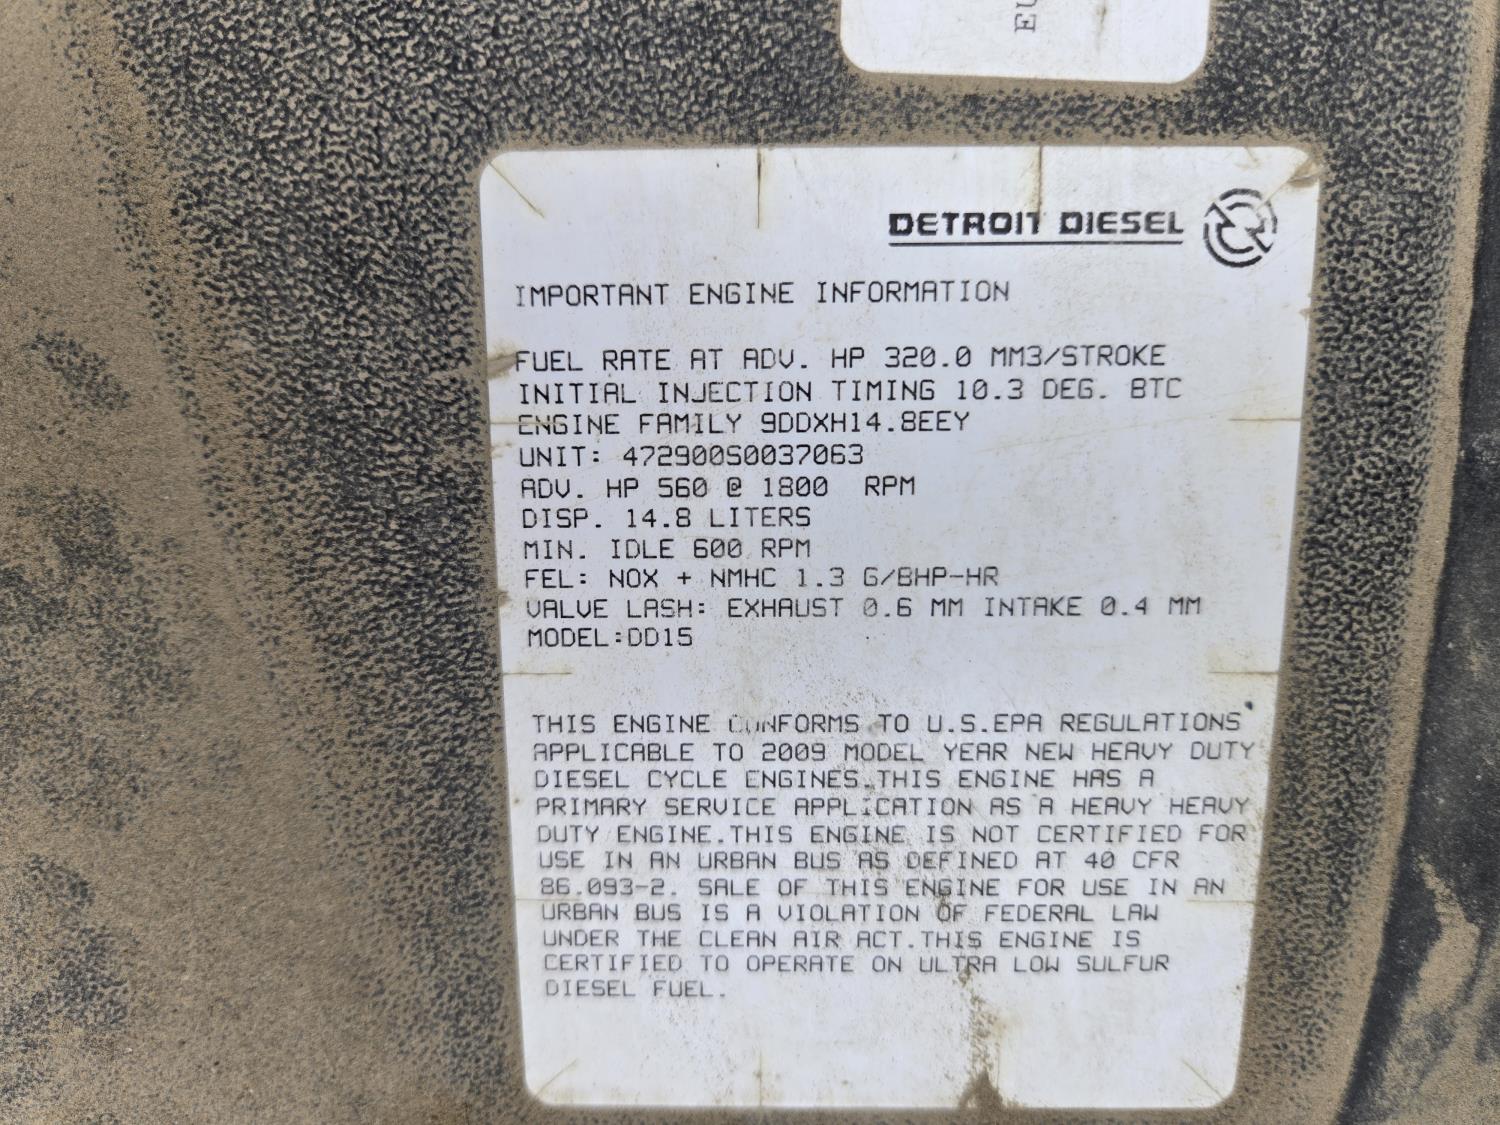 EU
DETROIT DIESEL
IMPORTANT ENGINE INFORMATION
FUEL RATE AT ADV. HP 320.0 MM3/STROKE
INITIAL INJECTION TIMING 10.3 DEG. BTC
ENGINE FAMILY 9DDXH14.8EEY
UNIT: 472900S0037063
ADV. HP 560 @ 1800 RPM
DISP. 14.8 LITERS
MIN. IDLE 600 RPM
FEL: NOX + NMHC 1.3 G/BHP-HR
VALVE LASH: EXHAUST 0.6 MM INTAKE 0.4 MM
MODEL:DD15
THIS ENGINE CONFORMS TO U.S.EPA REGULATIONS
APPLICABLE TO 2009 MODEL YEAR NEW HEAVY DUTY
DIESEL CYCLE ENGINES.THIS ENGINE HAS A
PRIMARY SERVICE APPLICATION AS A HEAVY HEAVY
DUTY ENGINE.THIS ENGINE IS NOT CERTIFIED FOR
USE IN AN URBAN BUS AS DEFINED AT 40 CFR
86.093-2. SALE OF THIS ENGINE FOR USE IN AN
URBAN BUS IS A VIOLATION OF FEDERAL LAW
UNDER THE CLEAN AIR ACT.THIS ENGINE IS
CERTIFIED TO OPERATE ON ULTRA LOW SULFUR
DIESEL FUEL.